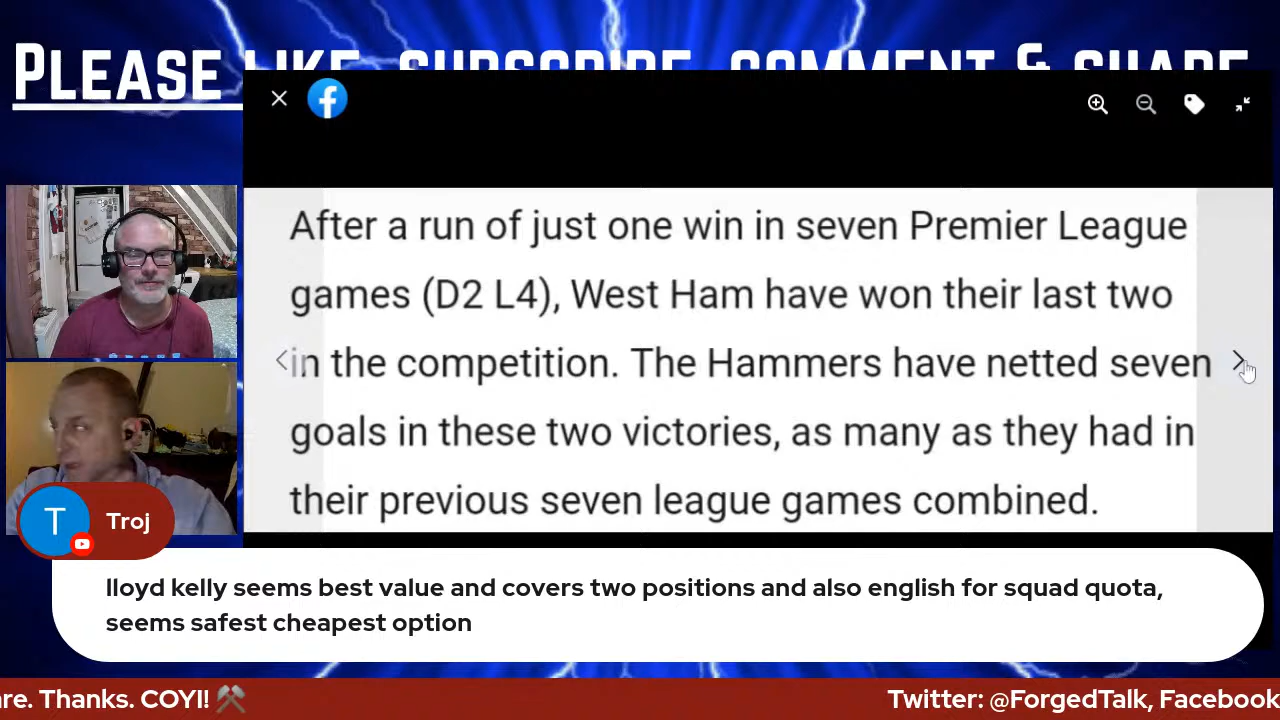 PLEASE LIKE, SUBSCRIBE, COMMENT & SHARE
After a run of just one win in seven Premier League
games (D2 L4), West Ham have won their last two
in the competition. The Hammers have netted seven
goals in these two victories, as many as they had in
their previous seven league games combined.
T
Troj
lloyd kelly seems best value and covers two positions and also english for squad quota,
seems safest cheapest option
are. Thanks. COYI! ⚒
Twitter: @ForgedTalk, Facebook